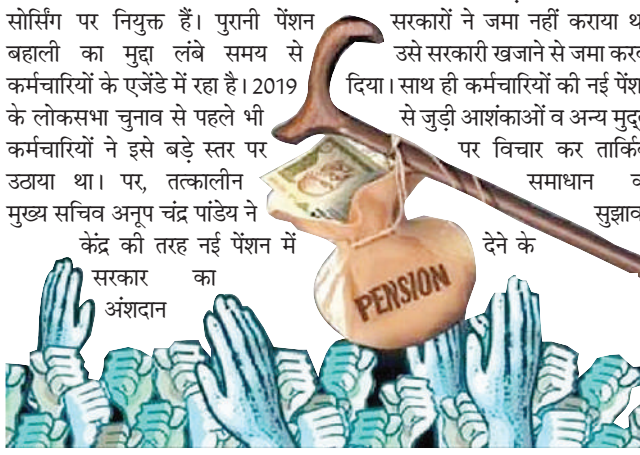 सोर्सिंग पर नियुक्त हैं। पुरानी पेंशन
बहाली का मुद्दा लंबे समय से
कर्मचारियों के एजेंडे में रहा है। 2019
के लोकसभा चुनाव से पहले भी
कर्मचारियों ने इसे बड़े स्तर पर
उठाया था। पर, तत्कालीन
मुख्य सचिव अनूप चंद्र पांडेय ने
केंद्र की तरह नई पेंशन में
सरकार का
अंशदान
सरकारों ने जमा नहीं कराया
उसे सरकारी खजाने से जमा
दिया। साथ ही कर्मचारियों की नई
से जुड़ी आशंकाओं व अन्य
पर विचार कर
समाधान
देने के
PENSION